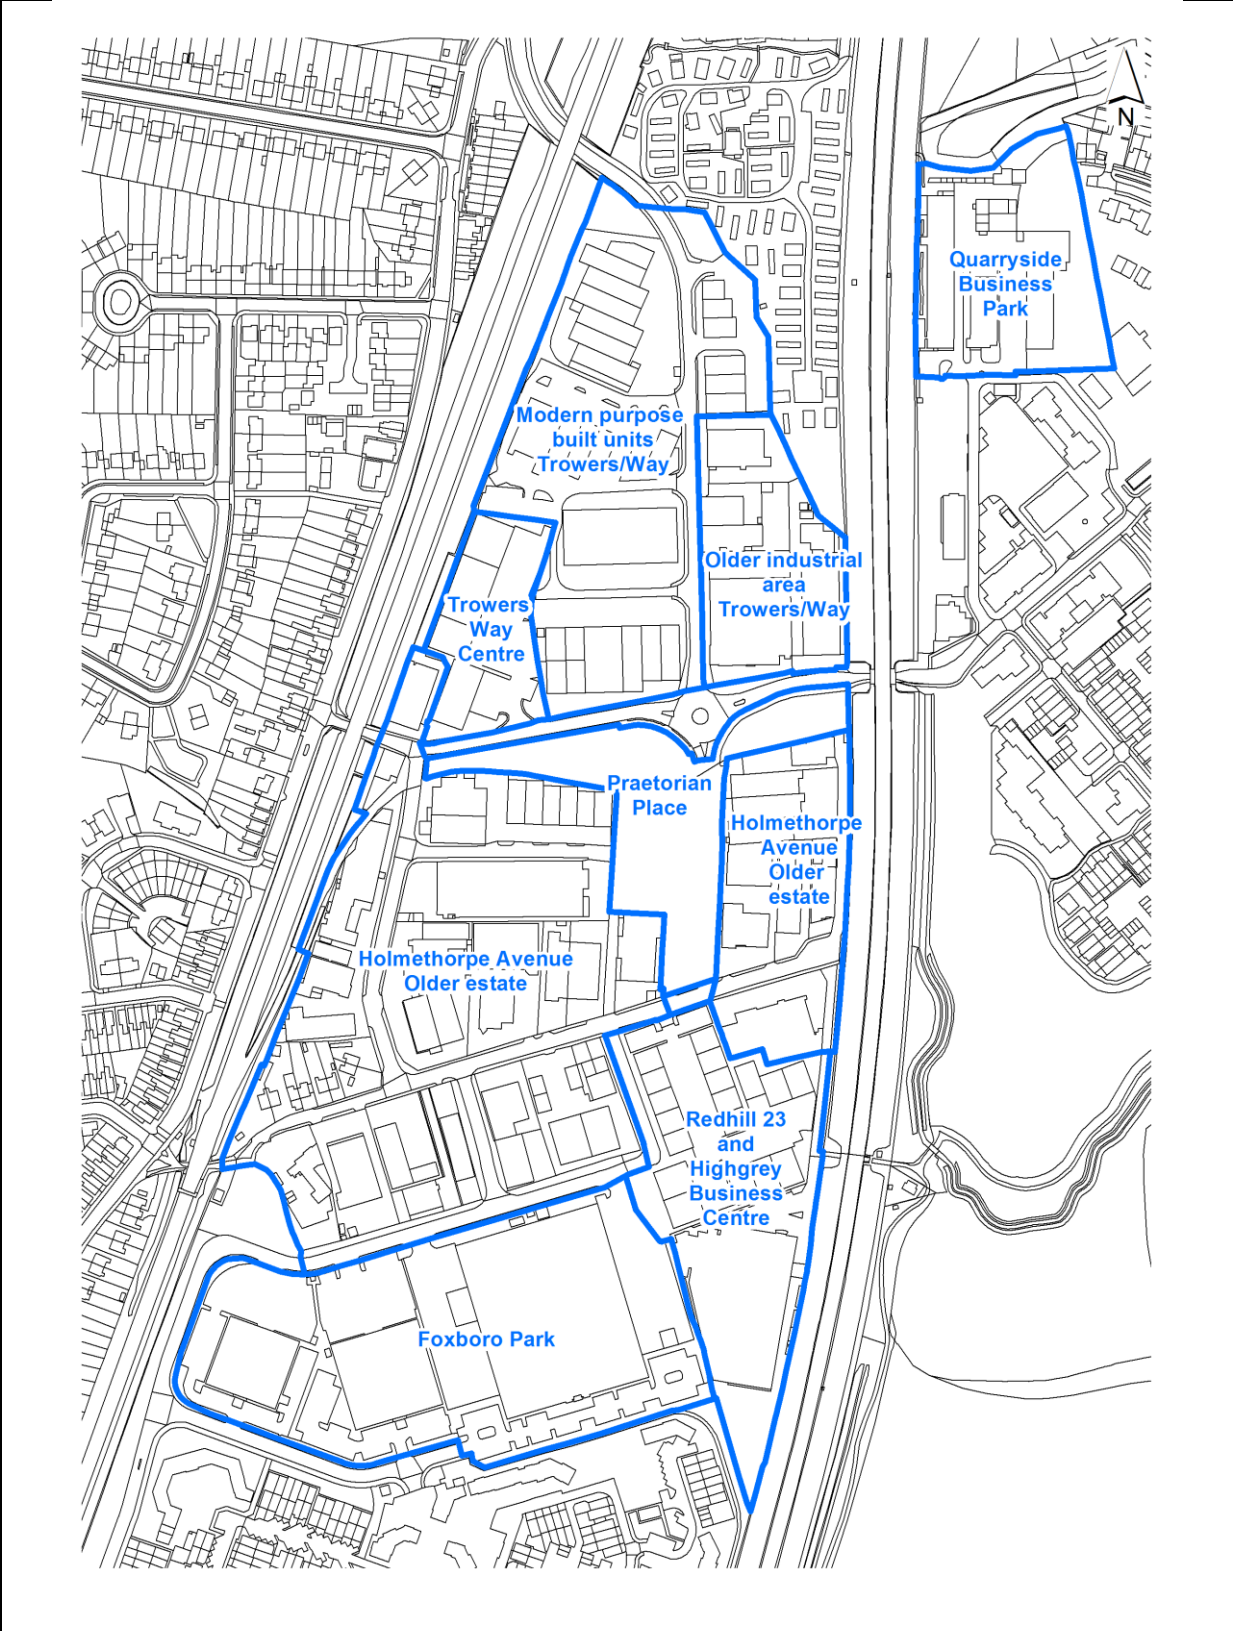 N
Quarryside
Business
Park
Modern purpose
built units
Trowers/Way
Older industrial
area
Trowers/Way
Trowers
Way
Centre
Praetorian
Place
Holmethorpe
Avenue
Older
estate
Holmethorpe Avenue
Older estate
Redhill 23
and
Highgrey
Business
Centre
Foxboro Park